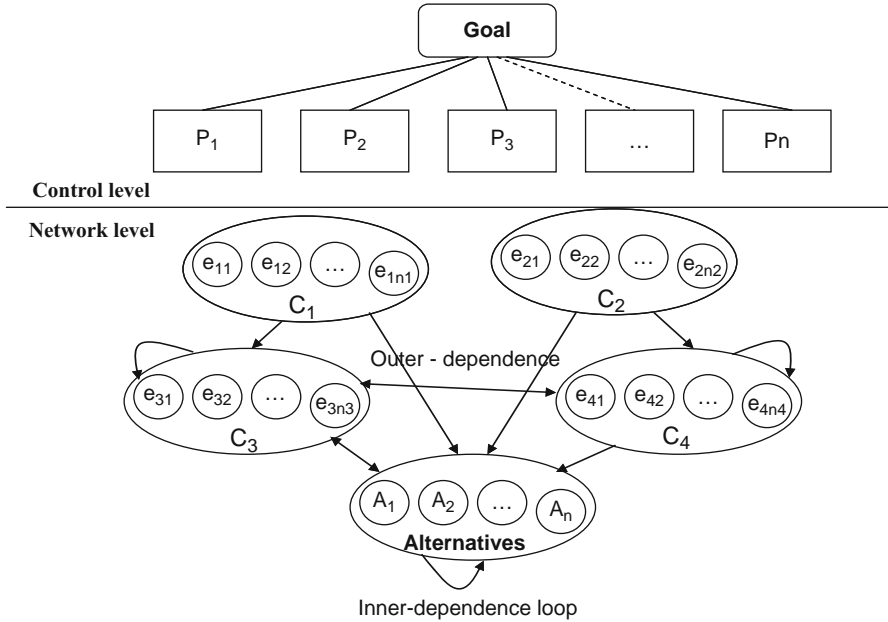 Goal
P1 P2 P3 … Pn
Control level
Network level
e11 e12 … e1n1
C1
e21 e22 … e2n2
C2
Outer - dependence
e31 e32 … e3n3
C3
e41 e42 … e4n4
C4
A1 A2 … An
Alternatives
Inner-dependence loop